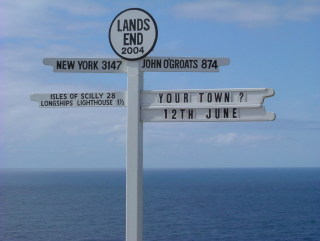 LANDS
END
2004
NEW YORK 3147
JOHN O'GROATS 874
ISLES OF SCILLY 28
LONGSHIPS LIGHTHOUSE 1½
YOUR TOWN ?
12TH JUNE